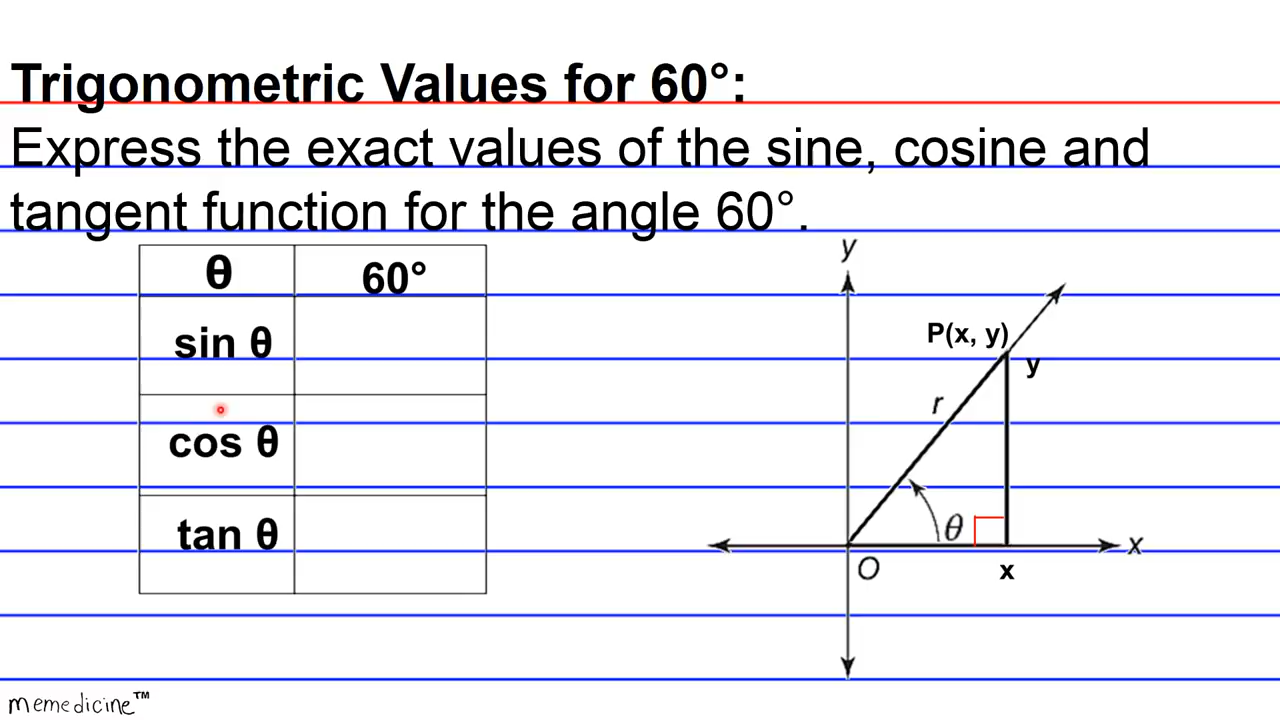 Trigonometric Values for 60°:
Express the exact values of the sine, cosine and
tangent function for the angle 60°.
θ 60°
sin θ
cos θ
tan θ
y
P(x, y)
y
r
θ
x
O
x
memedicine™